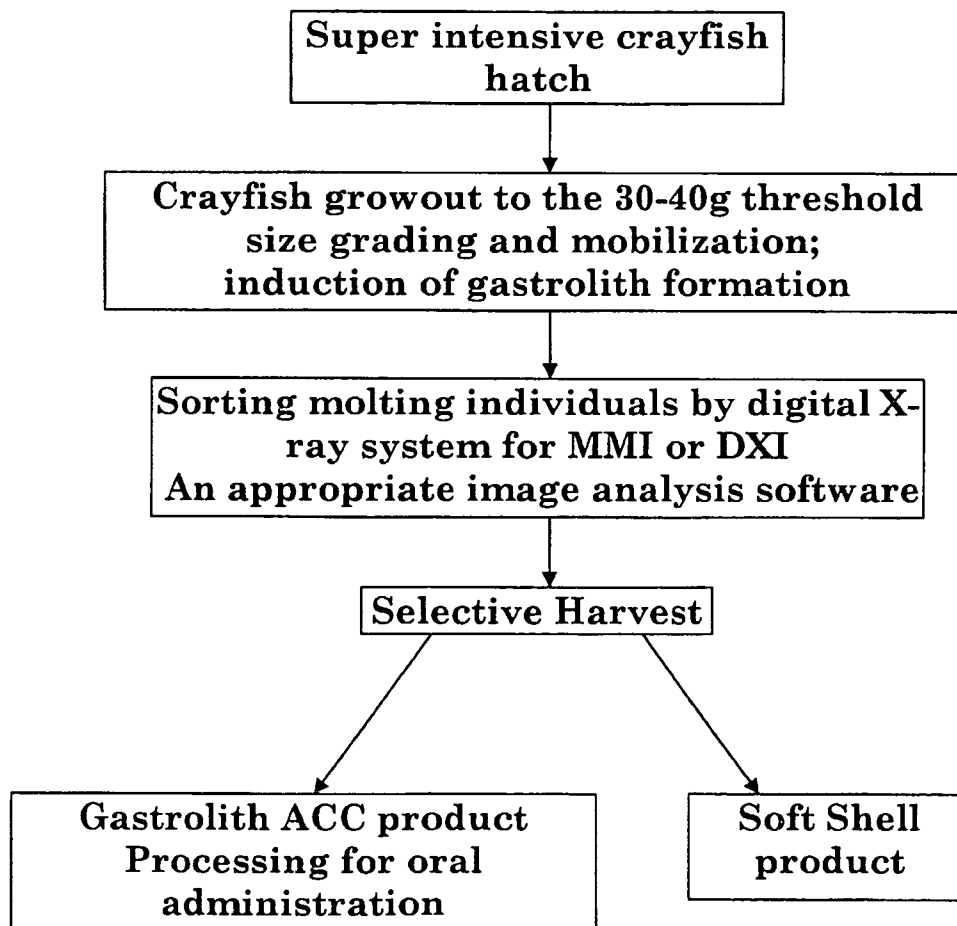 Super intensive crayfish
hatch
Crayfish growout to the 30-40g threshold
size grading and mobilization;
induction of gastrolith formation
Sorting molting individuals by digital X-
ray system for MMI or DXI
An appropriate image analysis software
Selective Harvest
Gastrolith ACC product
Processing for oral
administration
Soft Shell
product